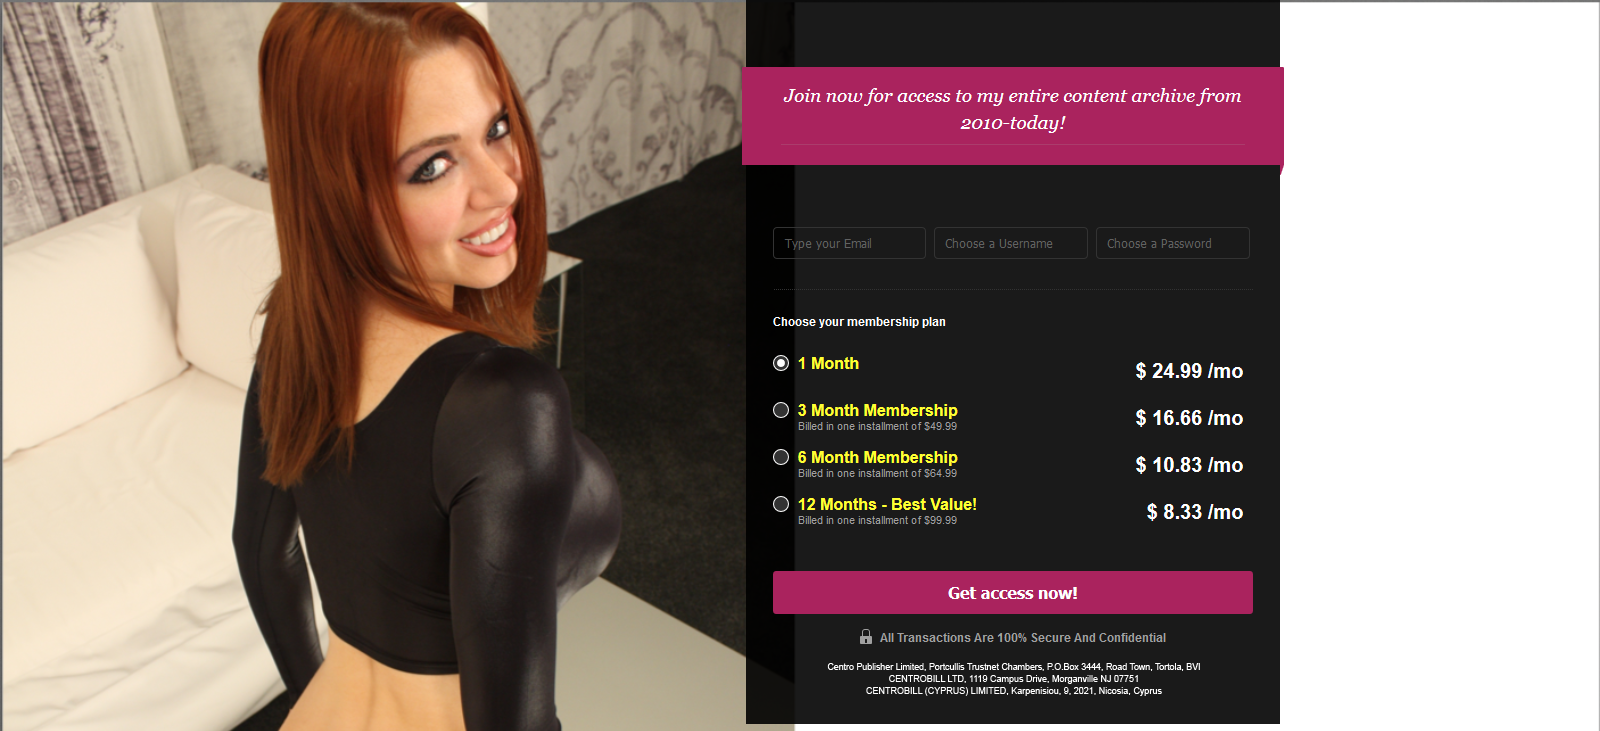 Join now for access to my entire content archive from
2010-today!
Type your Email
Choose a Username
Choose a Password
Choose your membership plan
1 Month
$ 24.99 /mo
3 Month Membership
$ 16.66 /mo
Billed in one installment of $49.99
6 Month Membership
$ 10.83 /mo
Billed in one installment of $64.99
12 Months - Best Value!
$ 8.33 /mo
Billed in one installment of $99.99
Get access now!
All Transactions Are 100% Secure And Confidential
Centro Publisher Limited, Portcullis Trustnet Chambers, P.O.Box 3444, Road Town, Tortola, BVI
CENTROBILL LTD, 1119 Campus Drive, Morganville NJ 07751
CENTROBILL (CYPRUS) LIMITED, Karpenisiou, 9, 2021, Nicosia, Cyprus